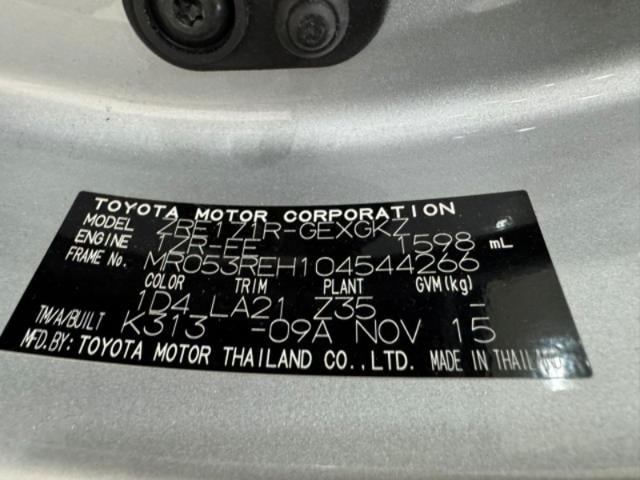 TOYOTA MOTOR CORPORATION
MODEL ZRE171R-GEXGKZ
ENGINE 1ZR-FE 1598 mL
FRAME No. MR053REH104544266
COLOR TRIM PLANT GVM(kg)
1D4 LA21 Z35 -
TM/A/BUILT K313 -09A NOV 15
MFD.BY: TOYOTA MOTOR THAILAND CO.,LTD. MADE IN THAILAND